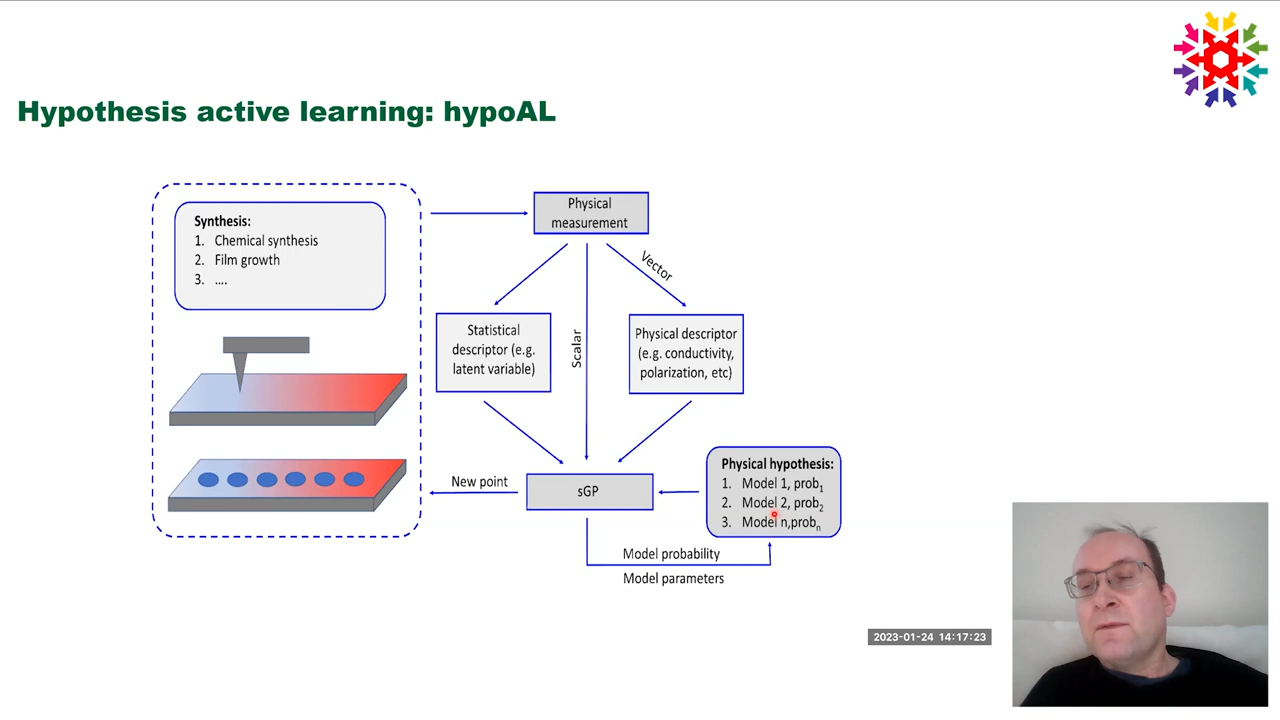 Hypothesis active learning: hypoAL
Synthesis:
1. Chemical synthesis
2. Film growth
3. ....
Physical
measurement
Vector
Scalar
Statistical
descriptor (e.g.
latent variable)
Physical descriptor
(e.g. conductivity,
polarization, etc)
Physical hypothesis:
1. Model 1, prob1
2. Model 2, prob2
3. Model n,probn
sGP
New point
Model probability
Model parameters
2023-01-24 14:17:23